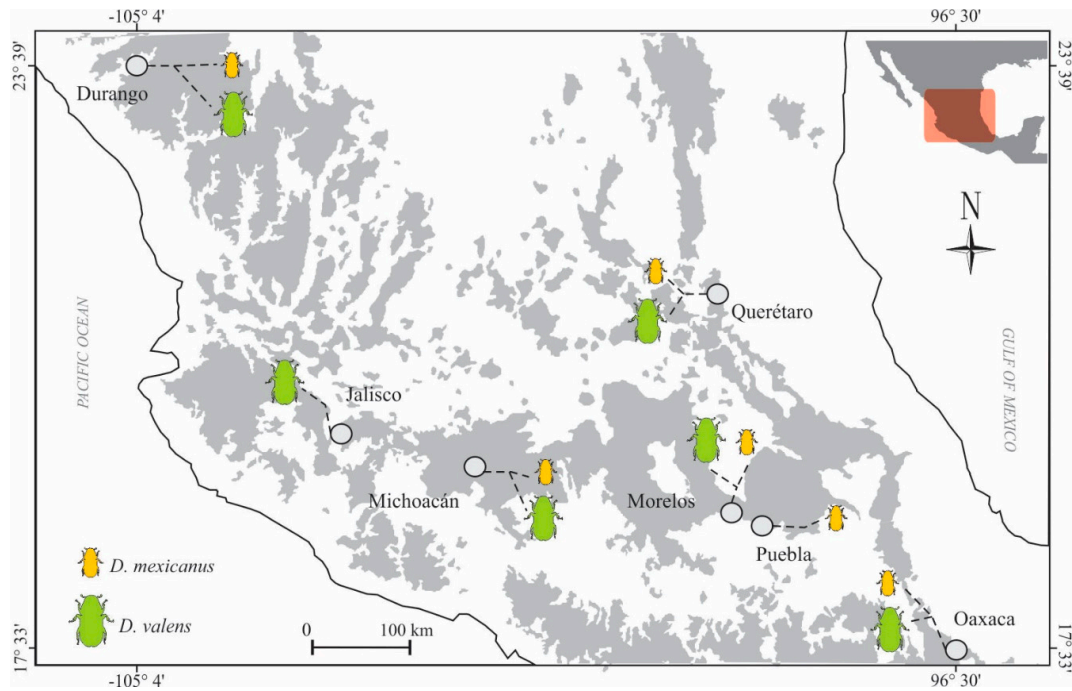 -105° 4'
96° 30'
23° 39'
23° 39'
Durango
N
Querétaro
PACIFIC OCEAN
GULF OF MEXICO
Jalisco
Michoacán
Morelos
Puebla
D. mexicanus
D. valens
0 100 km
Oaxaca
17° 33'
17° 33'
-105° 4'
96° 30'